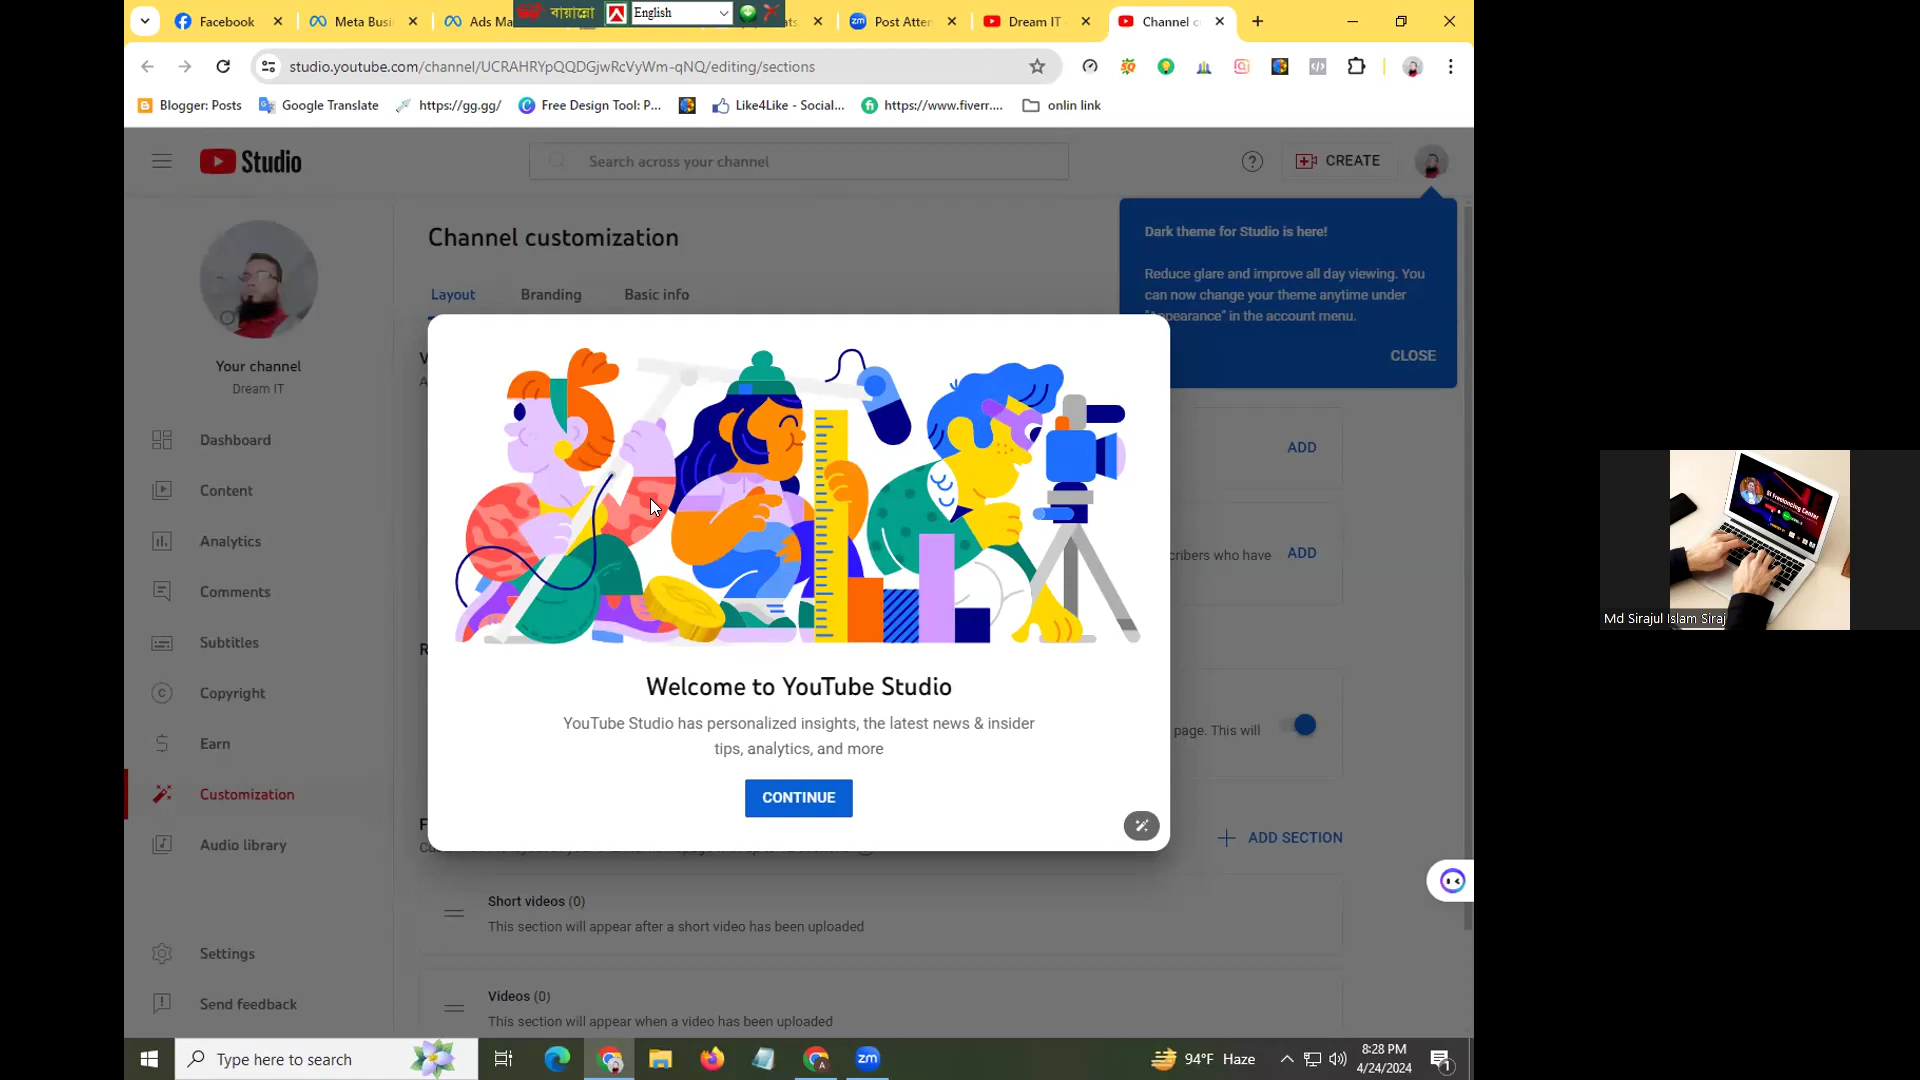 Facebook
Meta Busi
Ads Ma
বায়ান্নো
English
Post Atten
Dream IT
Channel c
studio.youtube.com/channel/UCRAHRYpQQDGjwRcVyWm-qNQ/editing/sections
Blogger: Posts
Google Translate
https://gg.gg/
Free Design Tool: P...
Like4Like - Social...
https://www.fiverr....
onlin link
Studio
Search across your channel
CREATE
Your channel
Dream IT
Dashboard
Content
Analytics
Comments
Subtitles
Copyright
Earn
Customization
Audio library
Settings
Send feedback
Channel customization
Layout
Branding
Basic info
Dark theme for Studio is here!
Reduce glare and improve all day viewing. You
can now change your theme anytime under
"Appearance" in the account menu.
CLOSE
ADD
cribers who have
ADD
page. This will
Welcome to YouTube Studio
YouTube Studio has personalized insights, the latest news & insider
tips, analytics, and more
CONTINUE
ADD SECTION
Short videos (0)
This section will appear after a short video has been uploaded
Videos (0)
This section will appear when a video has been uploaded
Type here to search
zm
94°F Haze
8:28 PM
4/24/2024
SI Freelancing Center
Md Sirajul Islam Siraj